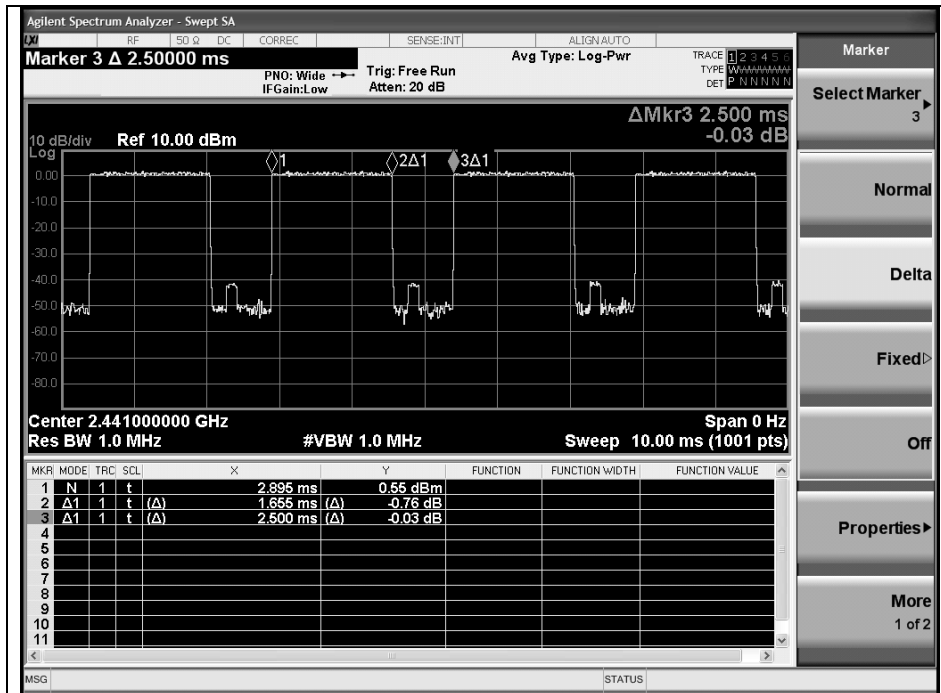 Agilent Spectrum Analyzer - Swept SA
LXI RF 50 Ω DC CORREC SENSE:INT ALIGN AUTO
Marker 3 Δ 2.50000 ms
PNO: Wide
IFGain:Low
Trig: Free Run
Atten: 20 dB
Avg Type: Log-Pwr
TRACE 1 2 3 4 5 6
TYPE WWWWWW
DET P N N N N N
ΔMkr3 2.500 ms
-0.03 dB
10 dB/div Ref 10.00 dBm
Log
1 2Δ1 3Δ1
0.00
-10.0
-20.0
-30.0
-40.0
-50.0
-60.0
-70.0
-80.0
Center 2.441000000 GHz Span 0 Hz
Res BW 1.0 MHz #VBW 1.0 MHz Sweep 10.00 ms (1001 pts)
MKR MODE TRC SCL X Y FUNCTION FUNCTION WIDTH FUNCTION VALUE
1 N 1 t 2.895 ms 0.55 dBm
2 Δ1 1 t (Δ) 1.655 ms (Δ) -0.76 dB
3 Δ1 1 t (Δ) 2.500 ms (Δ) -0.03 dB
4
5
6
7
8
9
10
11
MSG STATUS
Marker
Select Marker
3
Normal
Delta
Fixed
Off
Properties
More
1 of 2